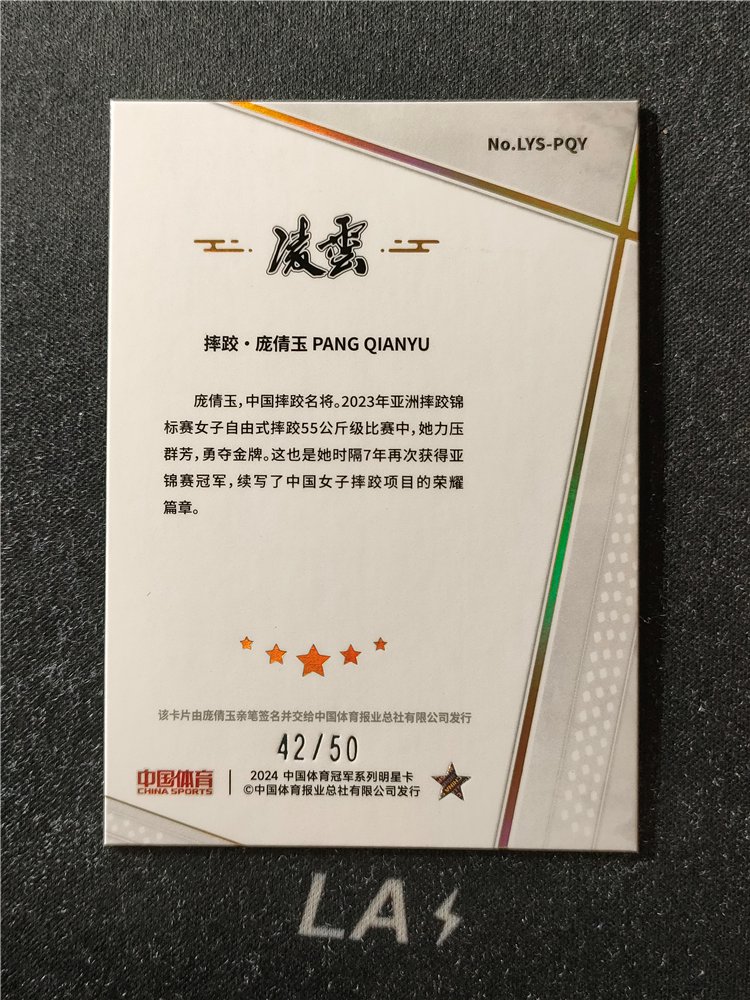 No.LYS-PQY
凌雲
摔跤·庞倩玉 PANG QIANYU
庞倩玉,中国摔跤名将。2023年亚洲摔跤锦
标赛女子自由式摔跤55公斤级比赛中,她力压
群芳,勇夺金牌。这也是她时隔7年再次获得亚
锦赛冠军,续写了中国女子摔跤项目的荣耀
篇章。
该卡片由庞倩玉亲笔签名并交给中国体育报业总社有限公司发行
42/50
中国体育
CHINA SPORTS
2024 中国体育冠军系列明星卡
©中国体育报业总社有限公司发行
LA